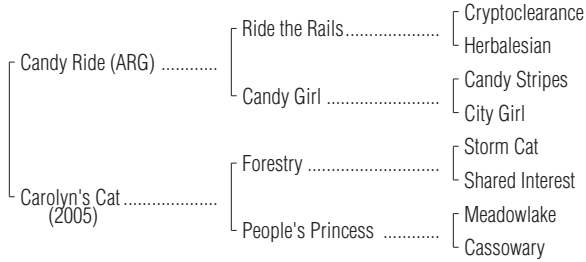 Cryptoclearance
Ride the Rails....................
Herbalesian
Candy Ride (ARG) ............
Candy Stripes
Candy Girl ........................
City Girl
Storm Cat
Forestry ............................
Shared Interest
Carolyn's Cat....................
(2005)
Meadowlake
People's Princess ............
Cassowary